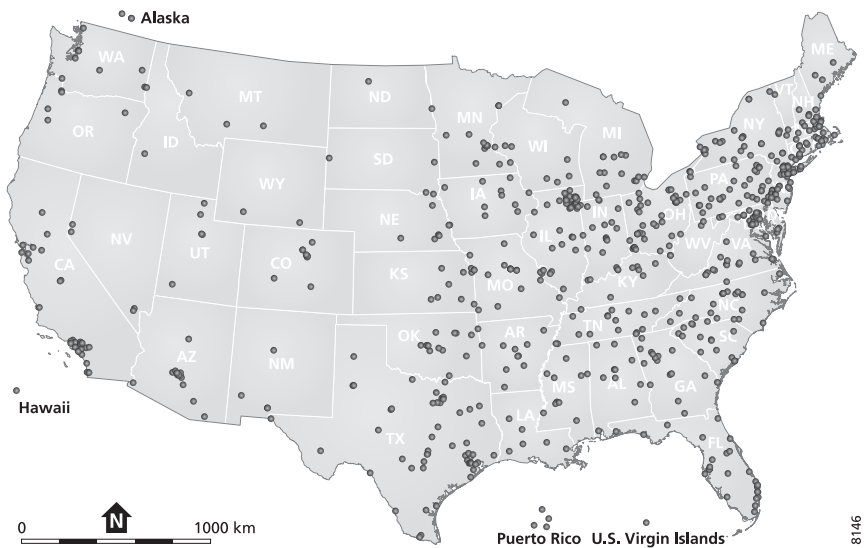 Alaska
WA
ME
MT
ND
VT
MN
NH
OR
NY
ID
WI
MI
SD
WY
PA
IA
NE
OH
IN
DE
NV
IL
UT
WV
VA
CO
CA
KS
MO
KY
NC
TN
OK
AR
SC
AZ
NM
MS
AL
GA
Hawaii
LA
TX
FL
N
0 1000 km
Puerto Rico U.S. Virgin Islands
8146